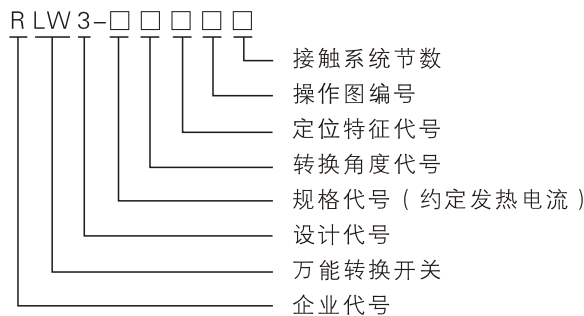 RLW3-□□□□□
接触系统节数
操作图编号
定位特征代号
转换角度代号
规格代号(约定发热电流)
设计代号
万能转换开关
企业代号